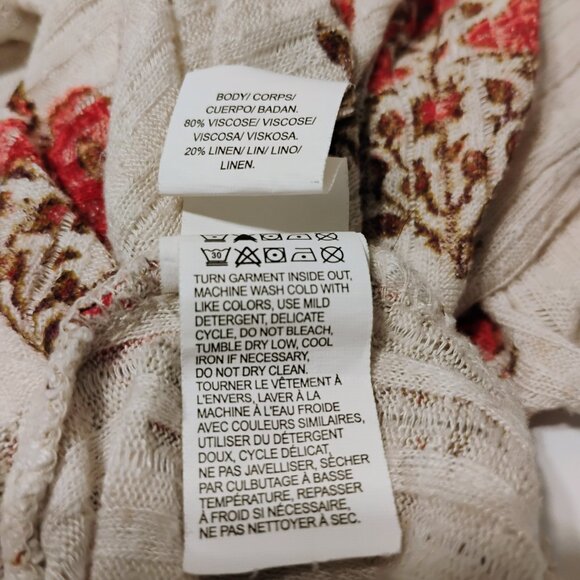 BODY/ CORPS/
CUERPO/ BADAN.
80% VISCOSE/ VISCOSE/
VISCOSA/ VISKOSA.
20% LINEN/ LIN/ LINO/
LINEN.
30
TURN GARMENT INSIDE OUT,
MACHINE WASH COLD WITH
LIKE COLORS, USE MILD
DETERGENT, DELICATE
CYCLE, DO NOT BLEACH,
TUMBLE DRY LOW, COOL
IRON IF NECESSARY,
DO NOT DRY CLEAN.
TOURNER LE VÊTEMENT À
L'ENVERS, LAVER À LA
MACHINE À L'EAU FROIDE
AVEC COULEURS SIMILAIRES,
UTILISER DU DÉTERGENT
DOUX, CYCLE DÉLICAT,
NE PAS JAVELLISER, SÉCHER
PAR CULBUTAGE À BASSE
TEMPÉRATURE, REPASSER
À FROID SI NÉCESSAIRE,
NE PAS NETTOYER À SEC.